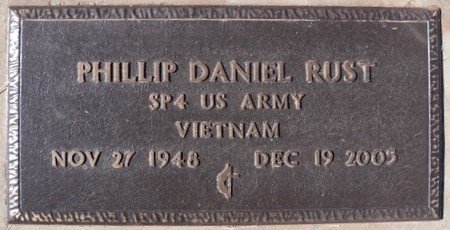 PHILLIP DANIEL RUST
SP4 US ARMY
VIETNAM
NOV 27 1948 DEC 19 2005